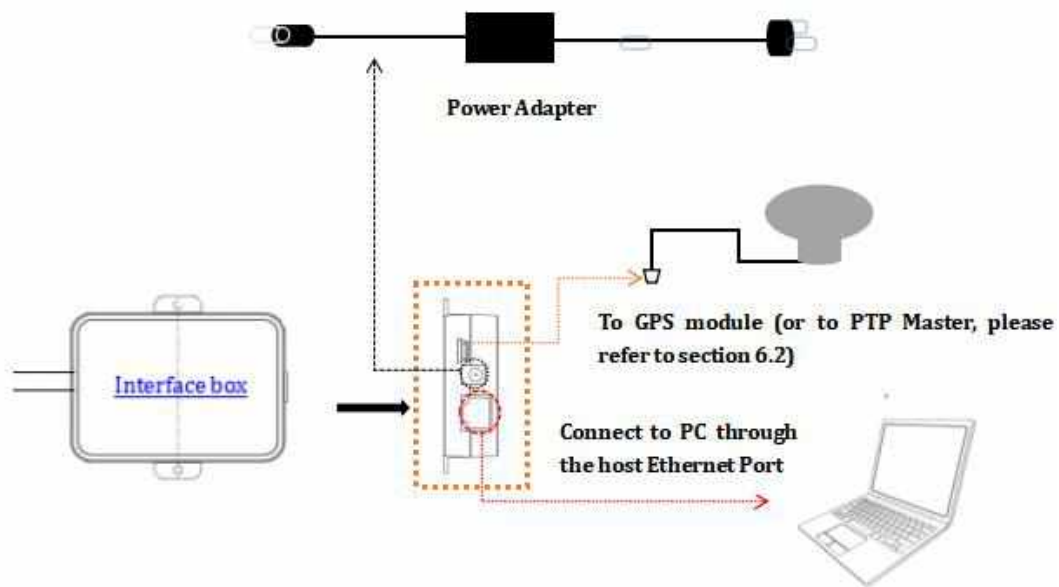 Power Adapter
To GPS module (or to PTP Master, please
refer to section 6.2)
Interface box
Connect to PC through
the host Ethernet Port